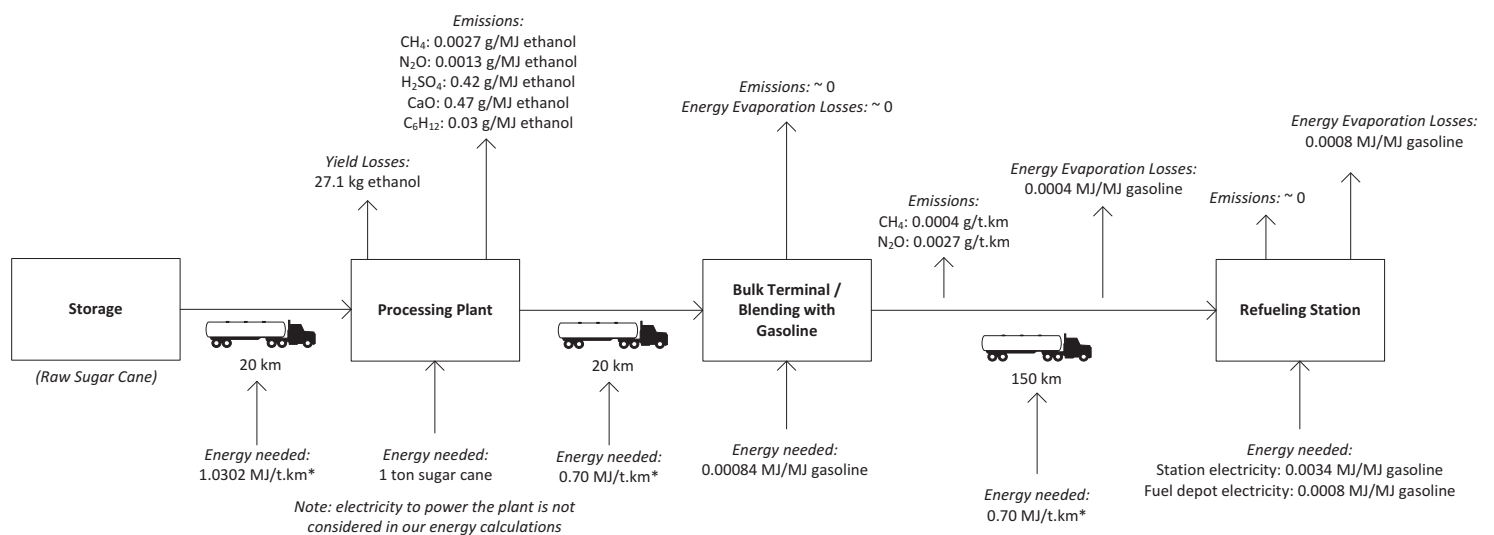 Emissions:
CH₄: 0.0027 g/MJ ethanol
N₂O: 0.0013 g/MJ ethanol
H₂SO₄: 0.42 g/MJ ethanol
CaO: 0.47 g/MJ ethanol
C₆H₁₂: 0.03 g/MJ ethanol
Yield Losses:
27.1 kg ethanol
Emissions: ~ 0
Energy Evaporation Losses: ~ 0
Emissions:
CH₄: 0.0004 g/t.km
N₂O: 0.0027 g/t.km
Energy Evaporation Losses:
0.0004 MJ/MJ gasoline
Emissions: ~ 0
Energy Evaporation Losses:
0.0008 MJ/MJ gasoline
Storage
(Raw Sugar Cane)
20 km
Energy needed:
1.0302 MJ/t.km*
Processing Plant
Energy needed:
1 ton sugar cane
Note: electricity to power the plant is not
considered in our energy calculations
20 km
Energy needed:
0.70 MJ/t.km*
Bulk Terminal /
Blending with
Gasoline
Energy needed:
0.00084 MJ/MJ gasoline
150 km
Energy needed:
0.70 MJ/t.km*
Refueling Station
Energy needed:
Station electricity: 0.0034 MJ/MJ gasoline
Fuel depot electricity: 0.0008 MJ/MJ gasoline